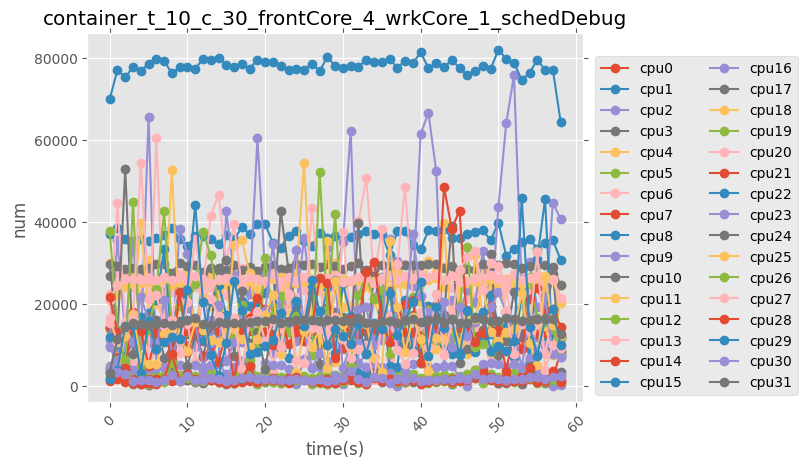 container_t_10_c_30_frontCore_4_wrkCore_1_schedDebug
80000
60000
40000
20000
0
num
0
10
20
30
40
50
60
time(s)
cpu0
cpu1
cpu2
cpu3
cpu4
cpu5
cpu6
cpu7
cpu8
cpu9
cpu10
cpu11
cpu12
cpu13
cpu14
cpu15
cpu16
cpu17
cpu18
cpu19
cpu20
cpu21
cpu22
cpu23
cpu24
cpu25
cpu26
cpu27
cpu28
cpu29
cpu30
cpu31